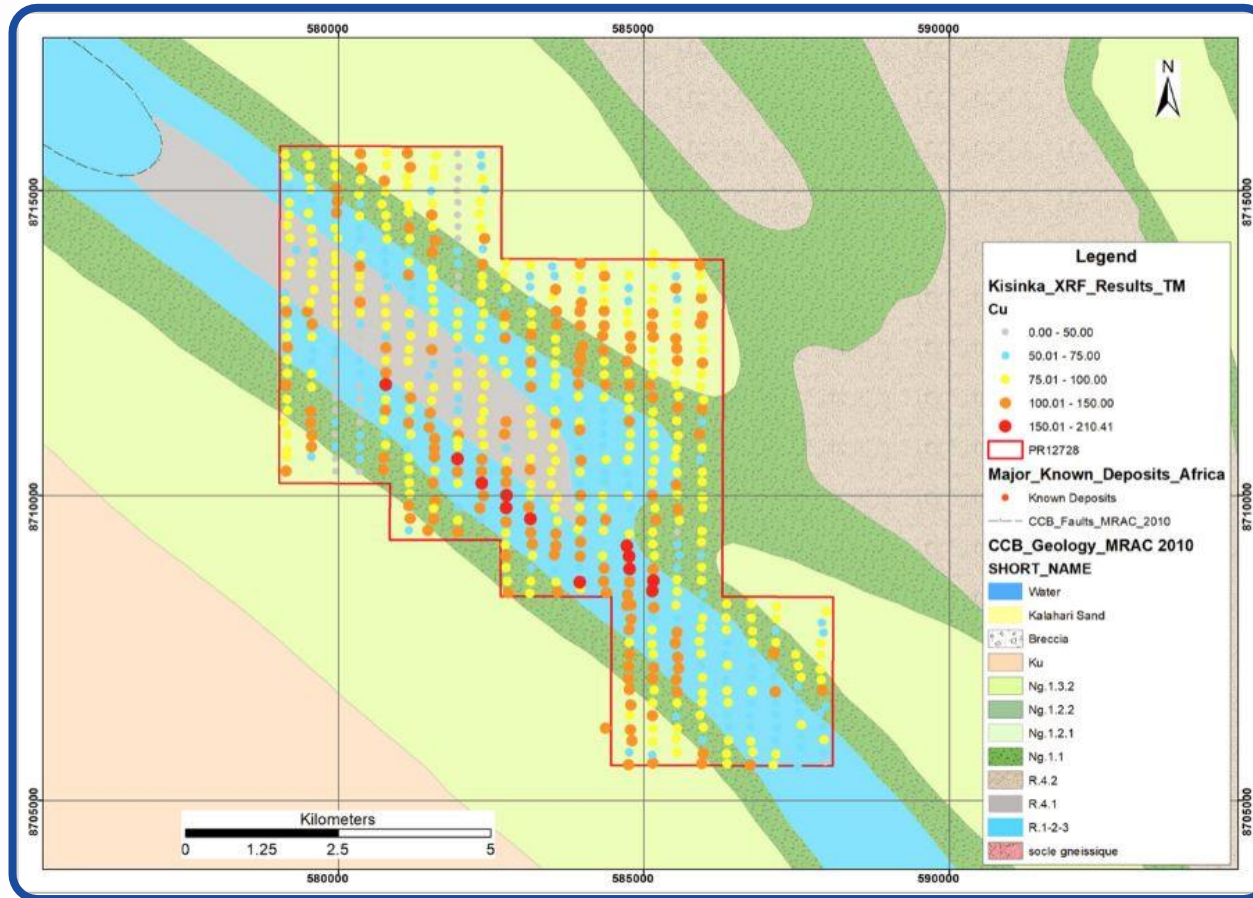 580000 585000 590000
N
8715000 8715000
8710000 8710000
8705000 8705000
Legend
Kisinka_XRF_Results_TM
Cu
0.00 - 50.00
50.01 - 75.00
75.01 - 100.00
100.01 - 150.00
150.01 - 210.41
PR12728
Major_Known_Deposits_Africa
Known Deposits
CCB_Faults_MRAC_2010
CCB_Geology_MRAC 2010
SHORT_NAME
Water
Kalahari Sand
Breccia
Ku
Ng.1.3.2
Ng.1.2.2
Ng.1.2.1
Ng.1.1
R.4.2
R.4.1
R.1-2-3
socle gneissique
Kilometers
0 1.25 2.5 5
580000 585000 590000